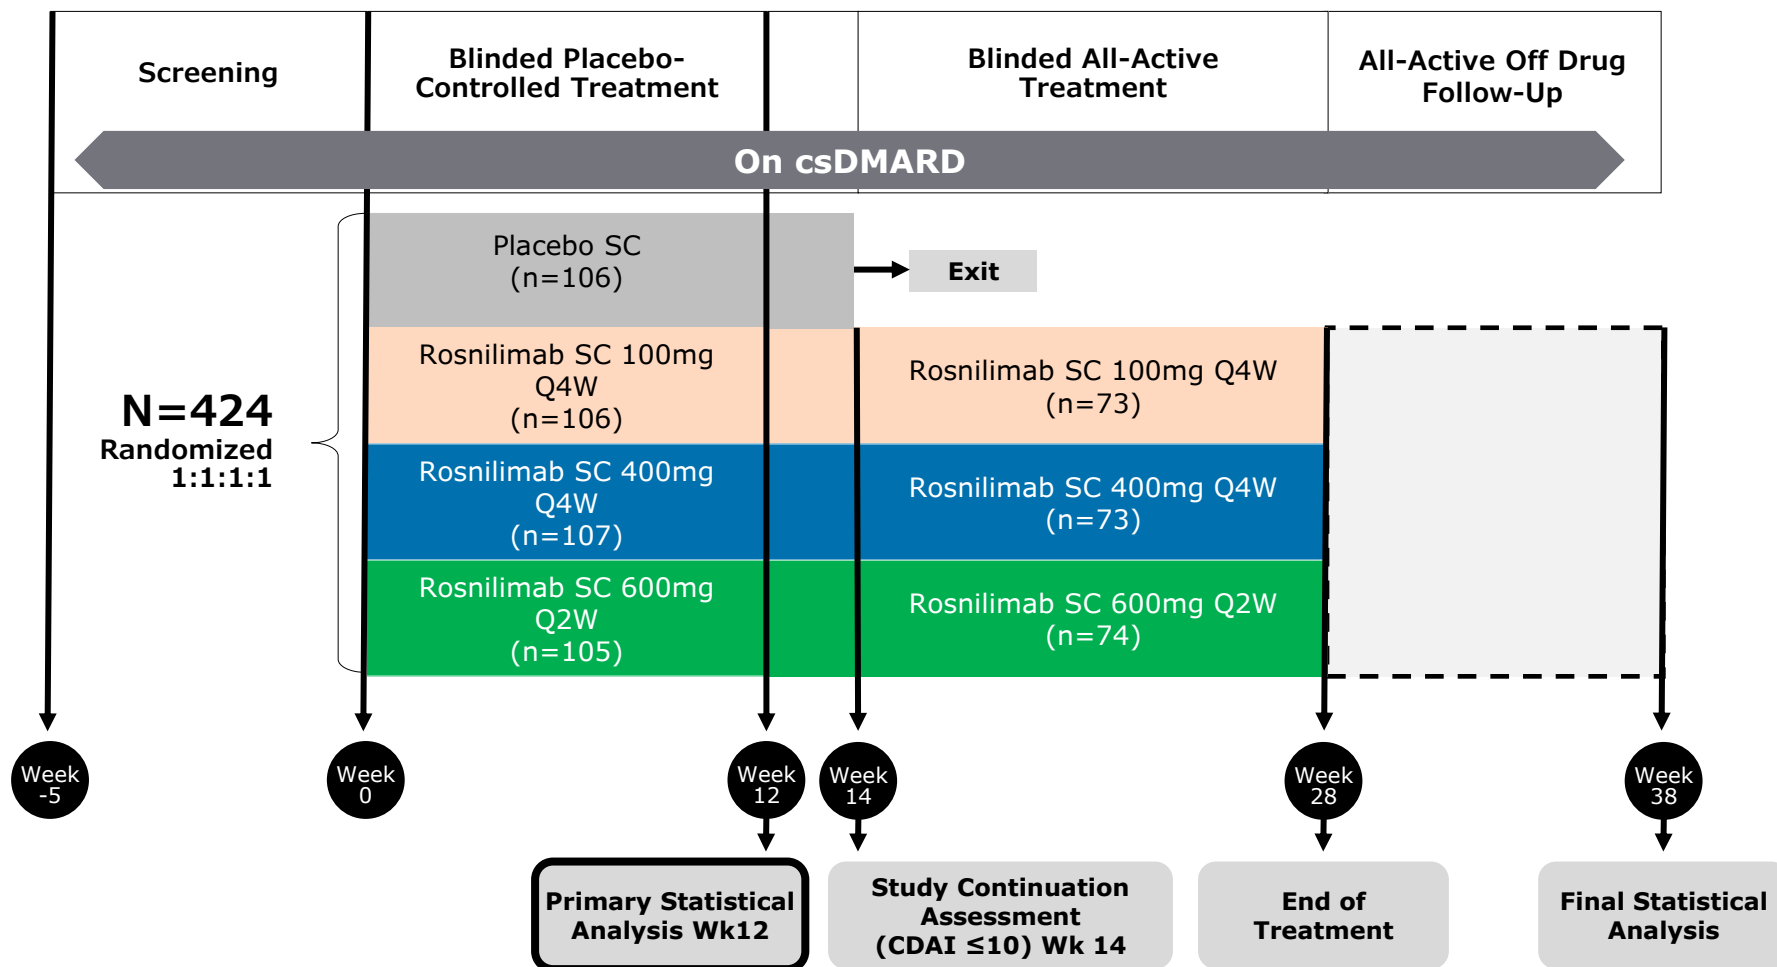 Screening
Blinded Placebo-
Controlled Treatment
Blinded All-Active
Treatment
All-Active Off Drug
Follow-Up
On csDMARD
Placebo SC
(n=106)
Exit
N=424
Randomized
1:1:1:1
Rosnilimab SC 100mg
Q4W
(n=106)
Rosnilimab SC 100mg Q4W
(n=73)
Rosnilimab SC 400mg
Q4W
(n=107)
Rosnilimab SC 400mg Q4W
(n=73)
Rosnilimab SC 600mg
Q2W
(n=105)
Rosnilimab SC 600mg Q2W
(n=74)
Week
-5
Week
0
Week
12
Week
14
Week
28
Week
38
Primary Statistical
Analysis Wk12
Study Continuation
Assessment
(CDAI ≤10) Wk 14
End of
Treatment
Final Statistical
Analysis